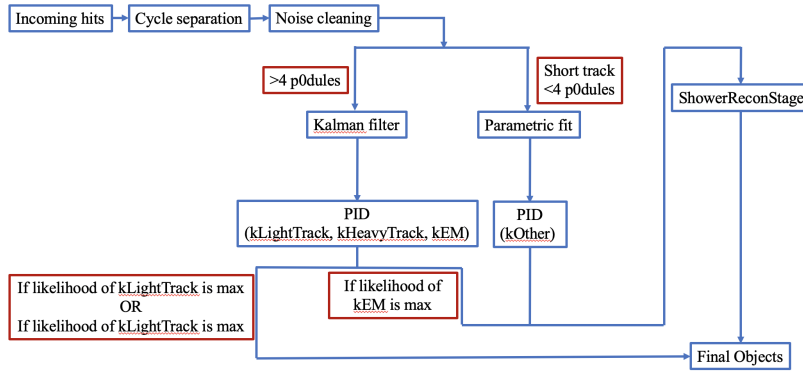 Incoming hits
Cycle separation
Noise cleaning
>4 p0dules
Short track
<4 p0dules
ShowerReconStage
Kalman filter
Parametric fit
PID
(kLightTrack, kHeavyTrack, kEM)
PID
(kOther)
If likelihood of kLightTrack is max
OR
If likelihood of kLightTrack is max
If likelihood of
kEM is max
Final Objects